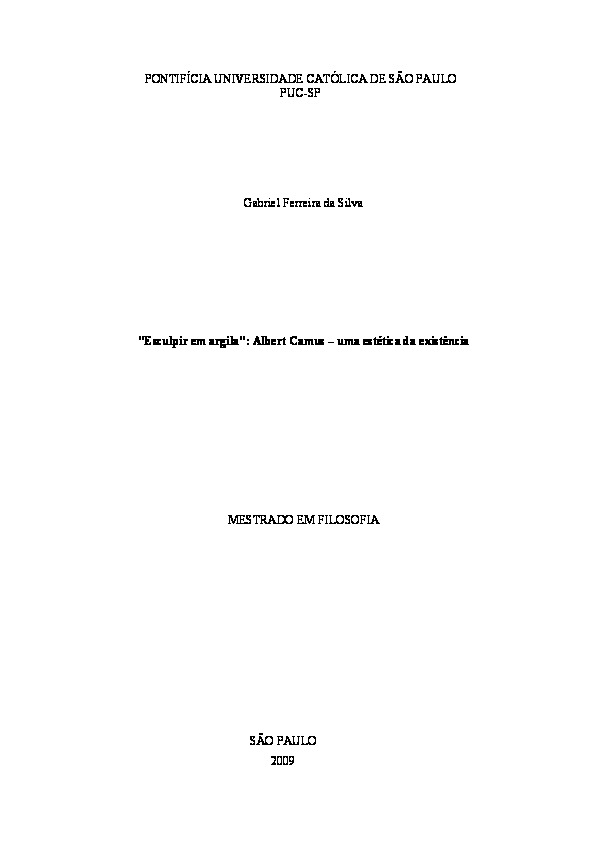 PONTIFÍCIA UNIVERSIDADE CATÓLICA DE SÃO PAULO
PUC-SP
Gabriel Ferreira da Silva
"Esculpir em argila": Albert Camus – uma estética da existência
MESTRADO EM FILOSOFIA
SÃO PAULO
2009